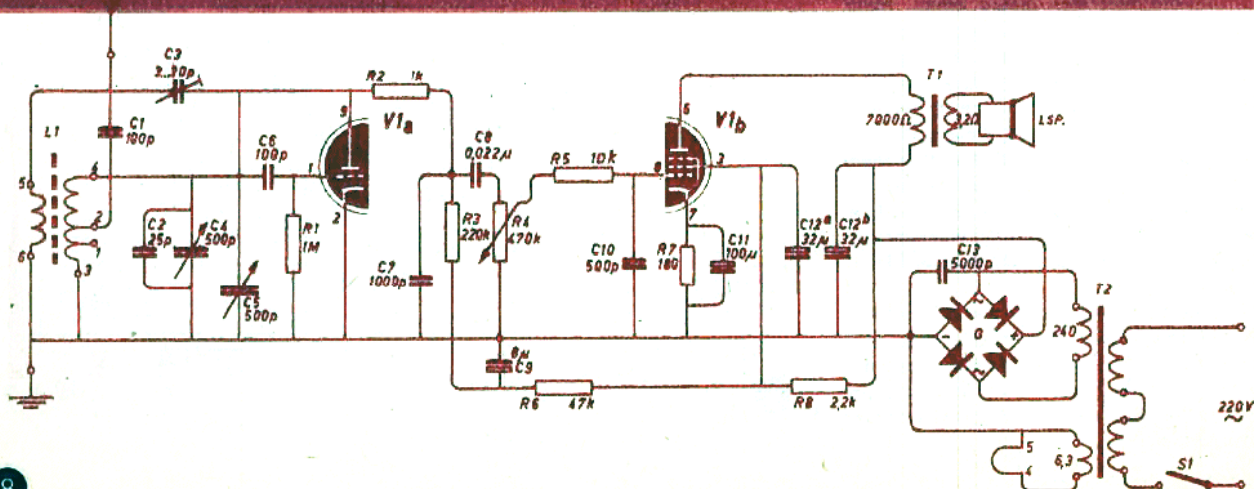 C3
3...30p
R2 1k
L1
C1
100p
C6
100p
9
V1a
1
2
C8
0,022μ
R5 10k
V1b
6
8
3
7
7000Ω
T1
3,2Ω
LSP.
5
6
4
2
1
3
C2
25p
C4
500p
C5
500p
R1
1M
C7
1000p
R3
220k
R4
470k
C10
500p
R7
180
C11
100μ
C12a
32μ
C12b
32μ
C13
5000p
T2
~
- G +
~
240
8μ
C9
R6 47k
R8 2,2k
220V
~
5
4
6,3
S1